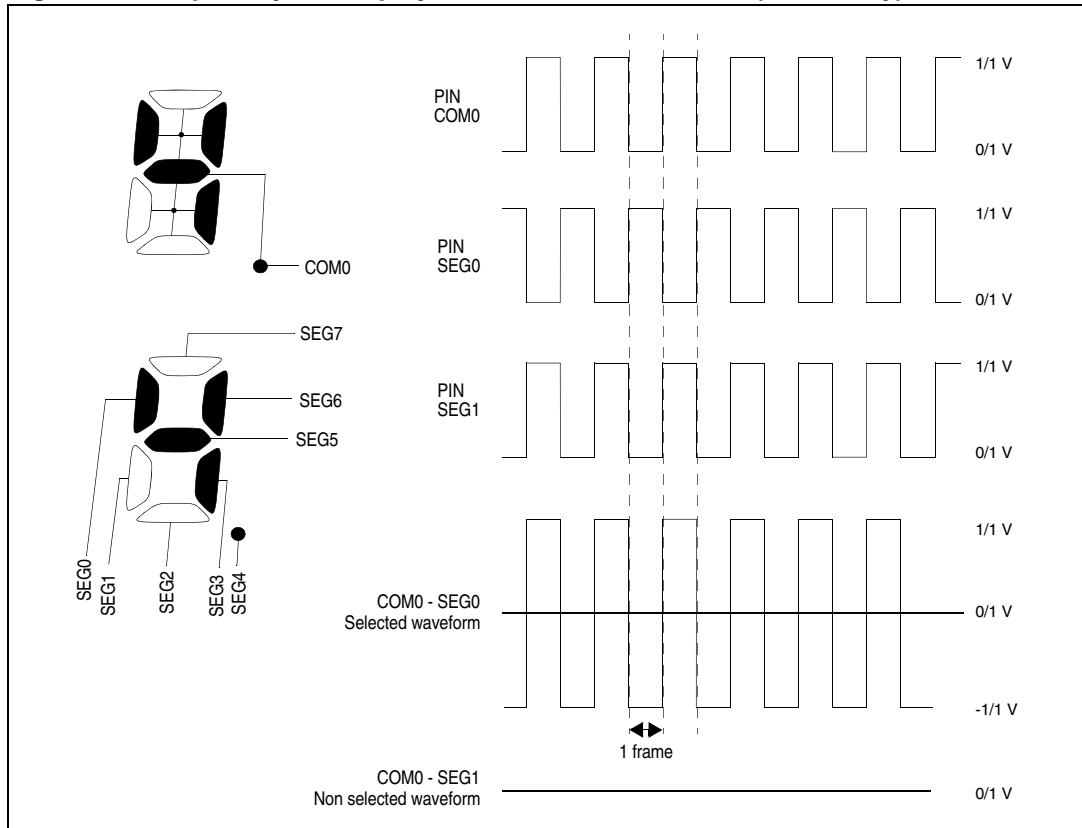 COM0
SEG7
SEG6
SEG5
SEG0
SEG1
SEG2
SEG3
SEG4
PIN
COM0
1/1 V
0/1 V
PIN
SEG0
1/1 V
0/1 V
PIN
SEG1
1/1 V
0/1 V
COM0 - SEG0
Selected waveform
1/1 V
0/1 V
-1/1 V
1 frame
COM0 - SEG1
Non selected waveform
0/1 V